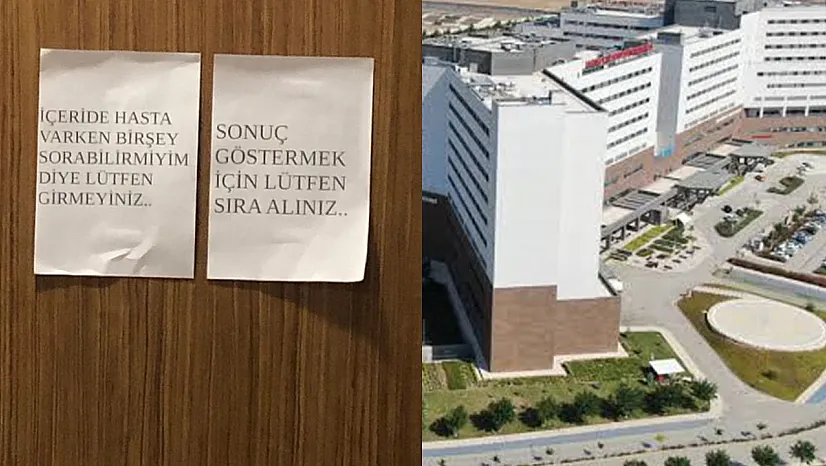 İÇERİDE HASTA
VARKEN BİRŞEY
SORABİLİRMİYİM
DİYE LÜTFEN
GİRMEYİNİZ..
SONUÇ
GÖSTERMEK
İÇİN LÜTFEN
SIRA ALINIZ..